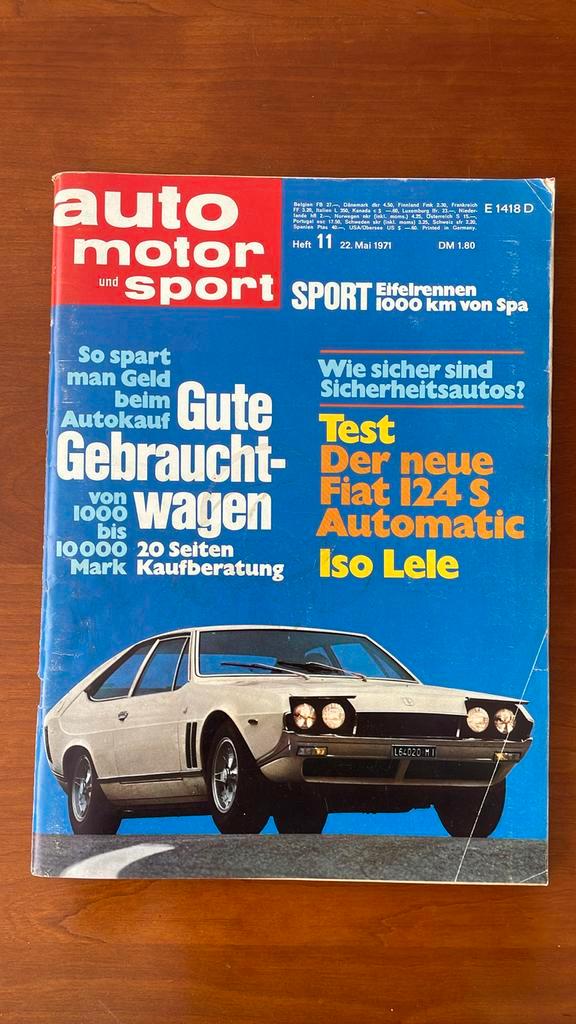 auto
motor
und sport
Belgien FB 27.—, Dänemark dkr 4.50, Finnland Fmk 2.30, Frankreich
FF 3.20, Italien L 350, Kanada c $ —.60, Luxemburg lfr. 23.—, Nieder-
lande hfl 2.—, Norwegen nkr (inkl. moms) 4.25, Österreich S 15.—,
Portugal esc 17.50, Schweden skr (inkl. moms) 3.25, Schweiz sfr 2.20,
Spanien Ptas 40.—, USA/Übersee US $ —.60. Printed in Germany.
E 1418 D
Heft 11 22. Mai 1971 DM 1.80
SPORT Eifelrennen
1000 km von Spa
So spart
man Geld
beim
Autokauf
Gute
Gebraucht-
wagen
von
1000
bis
10000
Mark
20 Seiten
Kaufberatung
Wie sicher sind
Sicherheitsautos?
Test
Der neue
Fiat 124 S
Automatic
Iso Lele
L64020 MI